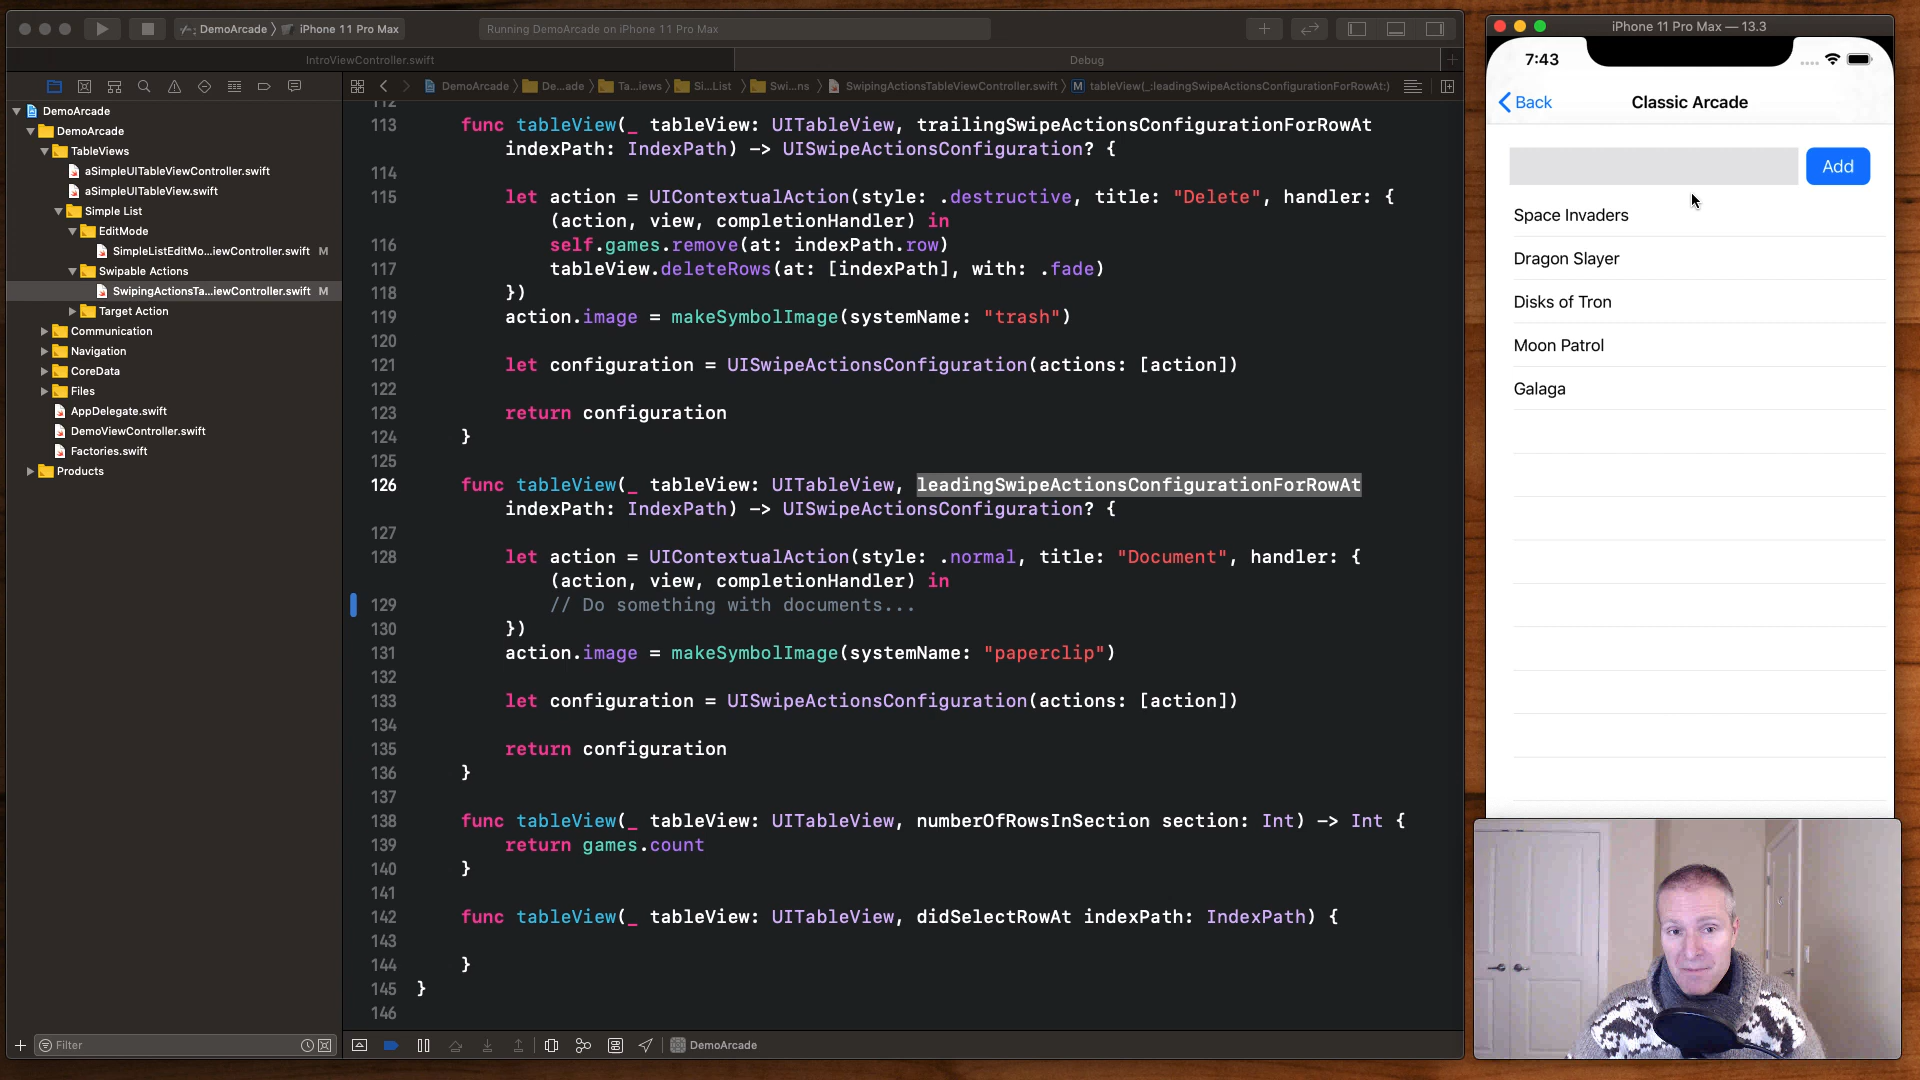 DemoArcade
iPhone 11 Pro Max
Running DemoArcade on iPhone 11 Pro Max
IntroViewController.swift
Debug
DemoArcade
De...ade
Ta...iews
Si...List
Swi...ns
SwipingActionsTableViewController.swift
M
tableView(_:leadingSwipeActionsConfigurationForRowAt:)
DemoArcade
DemoArcade
TableViews
aSimpleUITableViewController.swift
aSimpleUITableView.swift
Simple List
EditMode
SimpleListEditMo...iewController.swift M
Swipable Actions
SwipingActionsTa...iewController.swift M
Target Action
Communication
Navigation
CoreData
Files
AppDelegate.swift
DemoViewController.swift
Factories.swift
Products
Filter
112
113 func tableView(_ tableView: UITableView, trailingSwipeActionsConfigurationForRowAt
indexPath: IndexPath) -> UISwipeActionsConfiguration? {
114
115 let action = UIContextualAction(style: .destructive, title: "Delete", handler: {
(action, view, completionHandler) in
116 self.games.remove(at: indexPath.row)
117 tableView.deleteRows(at: [indexPath], with: .fade)
118 })
119 action.image = makeSymbolImage(systemName: "trash")
120
121 let configuration = UISwipeActionsConfiguration(actions: [action])
122
123 return configuration
124 }
125
126 func tableView(_ tableView: UITableView, leadingSwipeActionsConfigurationForRowAt
indexPath: IndexPath) -> UISwipeActionsConfiguration? {
127
128 let action = UIContextualAction(style: .normal, title: "Document", handler: {
(action, view, completionHandler) in
129 // Do something with documents...
130 })
131 action.image = makeSymbolImage(systemName: "paperclip")
132
133 let configuration = UISwipeActionsConfiguration(actions: [action])
134
135 return configuration
136 }
137
138 func tableView(_ tableView: UITableView, numberOfRowsInSection section: Int) -> Int {
139 return games.count
140 }
141
142 func tableView(_ tableView: UITableView, didSelectRowAt indexPath: IndexPath) {
143
144 }
145 }
146
DemoArcade
iPhone 11 Pro Max — 13.3
7:43
Back
Classic Arcade
Add
Space Invaders
Dragon Slayer
Disks of Tron
Moon Patrol
Galaga